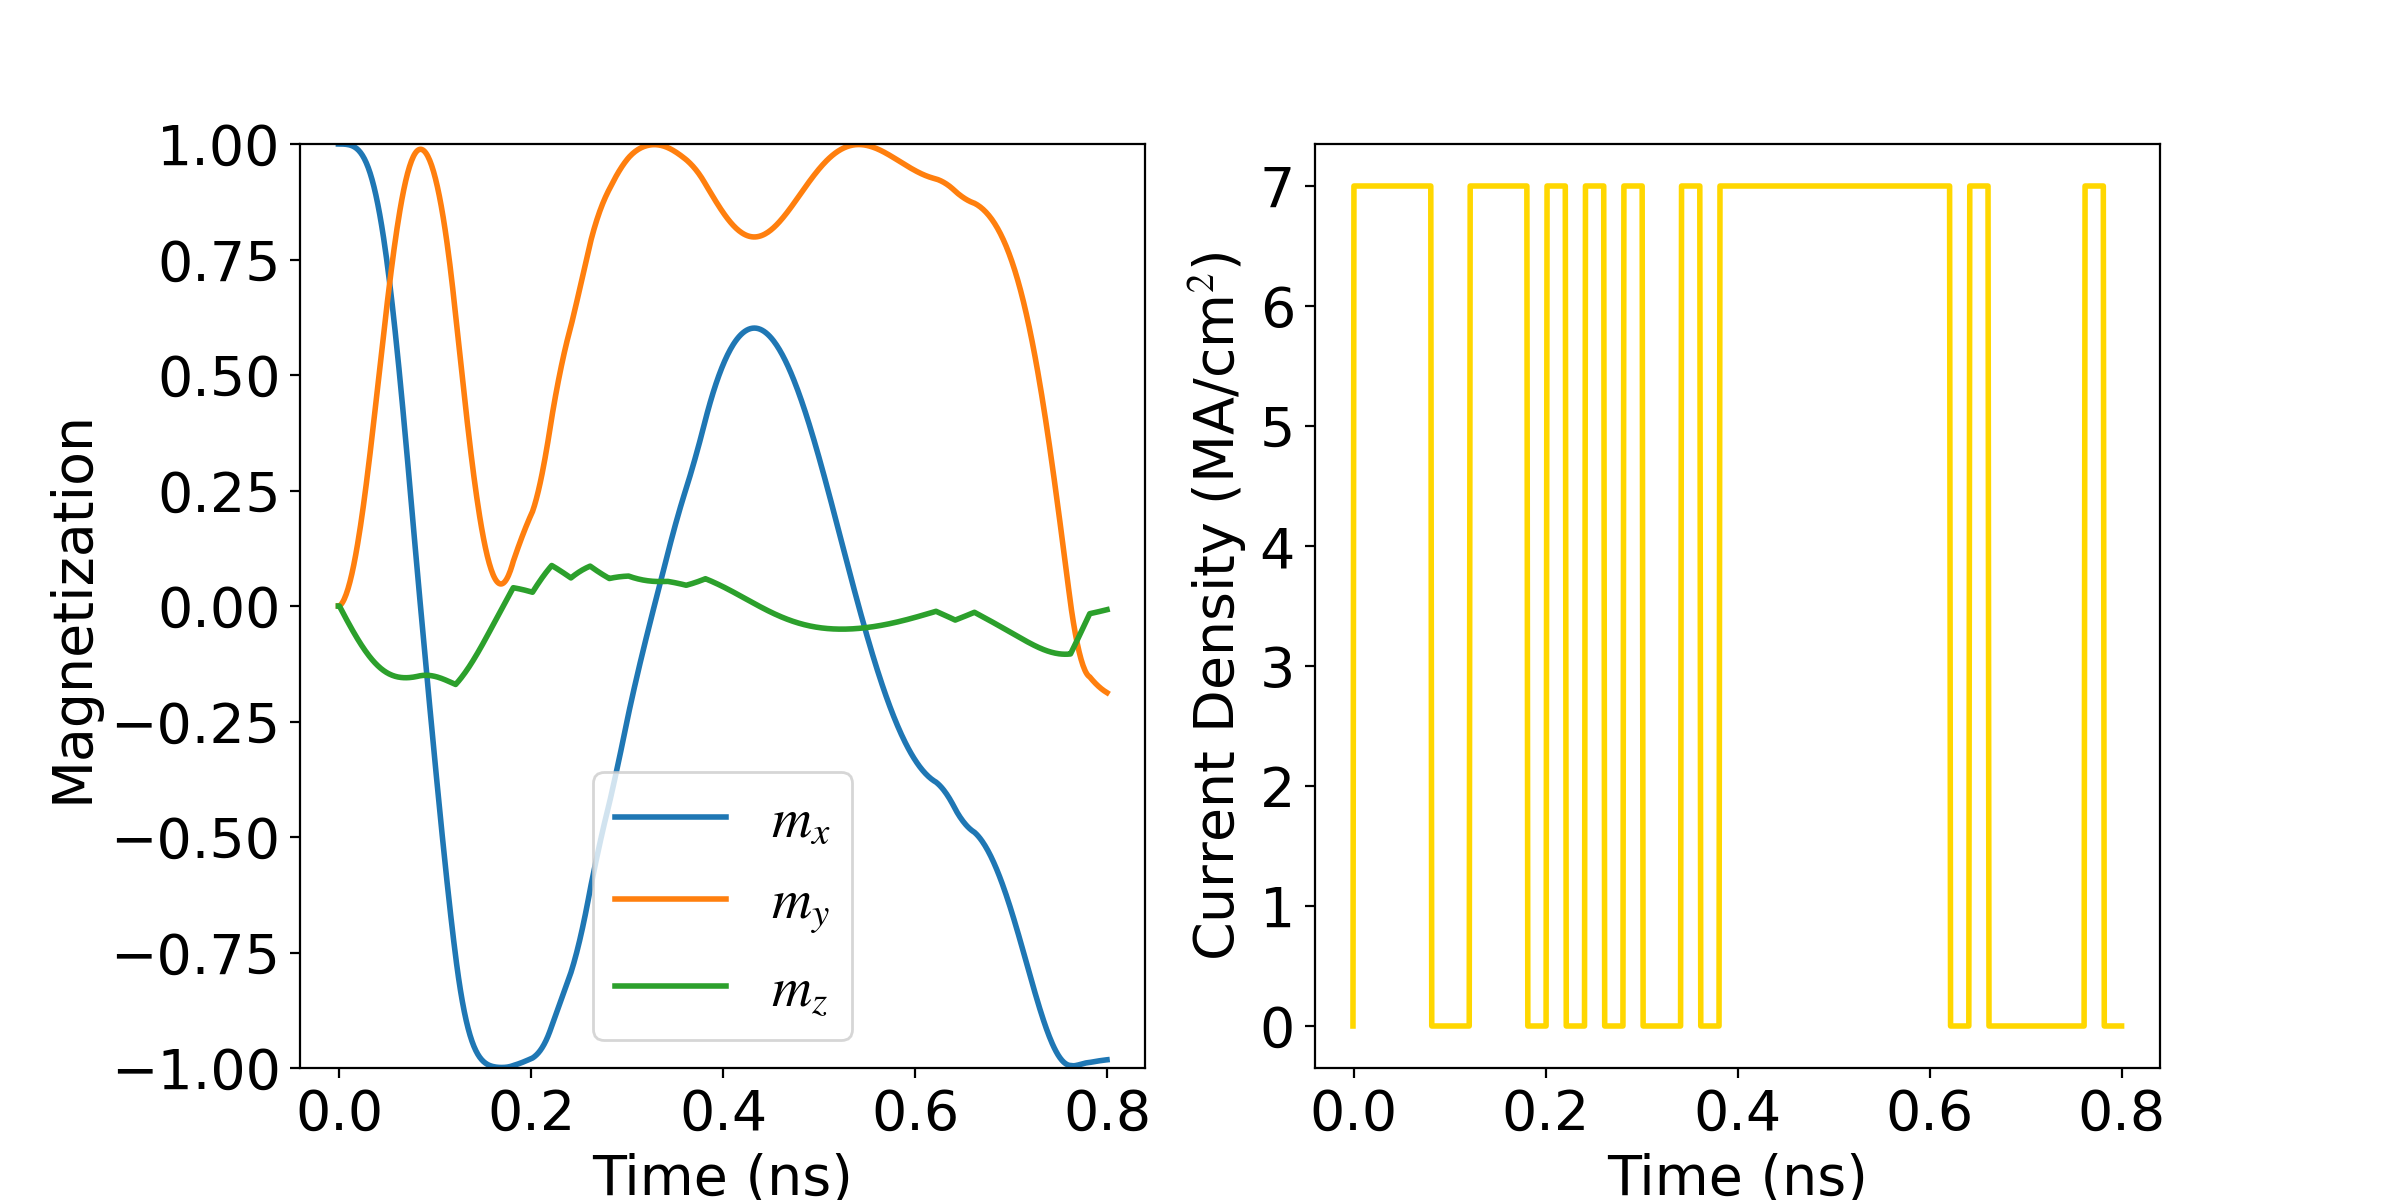 1.00
0.75
0.50
0.25
0.00
−0.25
−0.50
−0.75
−1.00
0.0 0.2 0.4 0.6 0.8
Time (ns)
Magnetization
m_x
m_y
m_z
7
6
5
4
3
2
1
0
0.0 0.2 0.4 0.6 0.8
Time (ns)
Current Density (MA/cm²)